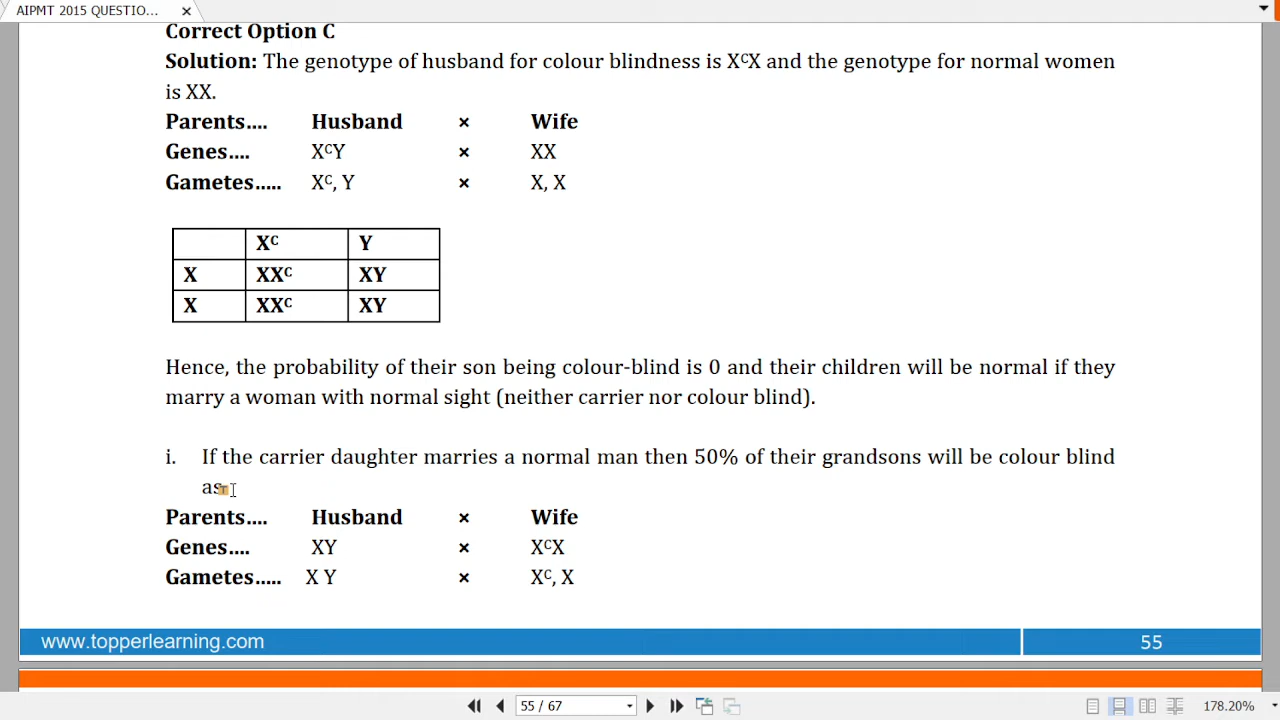 AIPMT 2015 QUESTIO... ×
Correct Option C
Solution: The genotype of husband for colour blindness is XᶜX and the genotype for normal women
is XX.
Parents.... Husband × Wife
Genes.... XᶜY × XX
Gametes..... Xᶜ, Y × X, X
Xᶜ Y
X XXᶜ XY
X XXᶜ XY
Hence, the probability of their son being colour-blind is 0 and their children will be normal if they
marry a woman with normal sight (neither carrier nor colour blind).
i. If the carrier daughter marries a normal man then 50% of their grandsons will be colour blind
as
Parents.... Husband × Wife
Genes.... XY × XᶜX
Gametes..... X Y × Xᶜ, X
www.topperlearning.com 55
55 / 67 178.20%